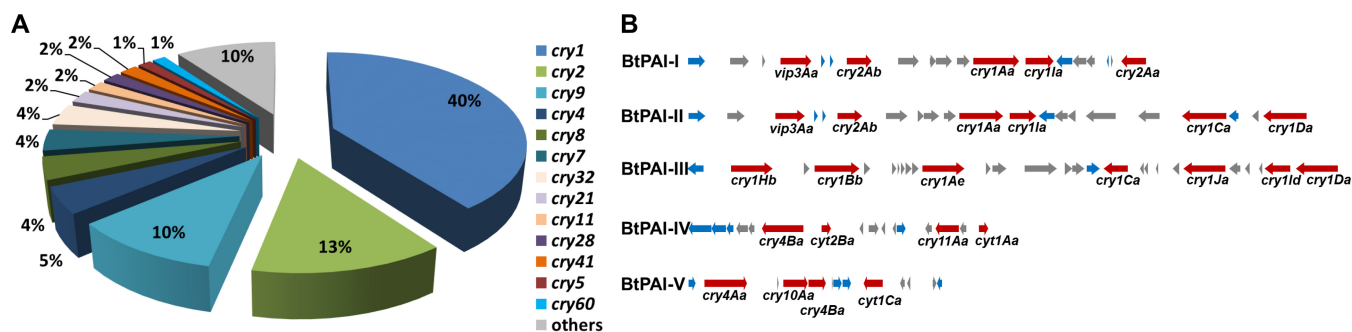 A
40%
13%
10%
5%
4%
4%
4%
2%
2%
2%
2%
1%
1%
10%
cry1
cry2
cry9
cry4
cry8
cry7
cry32
cry21
cry11
cry28
cry41
cry5
cry60
others
B
BtPAI-I
vip3Aa cry2Ab cry1Aa cry1Ia cry2Aa
BtPAI-II
vip3Aa cry2Ab cry1Aa cry1Ia cry1Ca cry1Da
BtPAI-III
cry1Hb cry1Bb cry1Ae cry1Ca cry1Ja cry1Id cry1Da
BtPAI-IV
cry4Ba cyt2Ba cry11Aa cyt1Aa
BtPAI-V
cry4Aa cry10Aa cry4Ba cyt1Ca